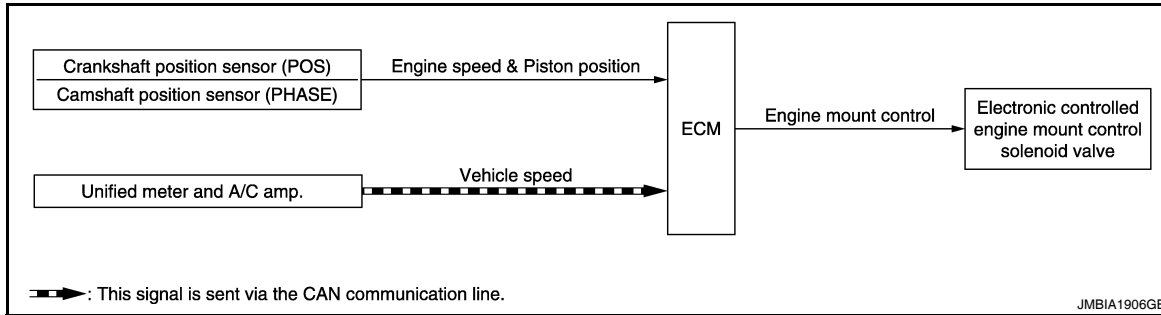 Crankshaft position sensor (POS)
Camshaft position sensor (PHASE)
Engine speed & Piston position
ECM
Engine mount control
Electronic controlled
engine mount control
solenoid valve
Unified meter and A/C amp.
Vehicle speed
: This signal is sent via the CAN communication line.
JMBIA1906GB